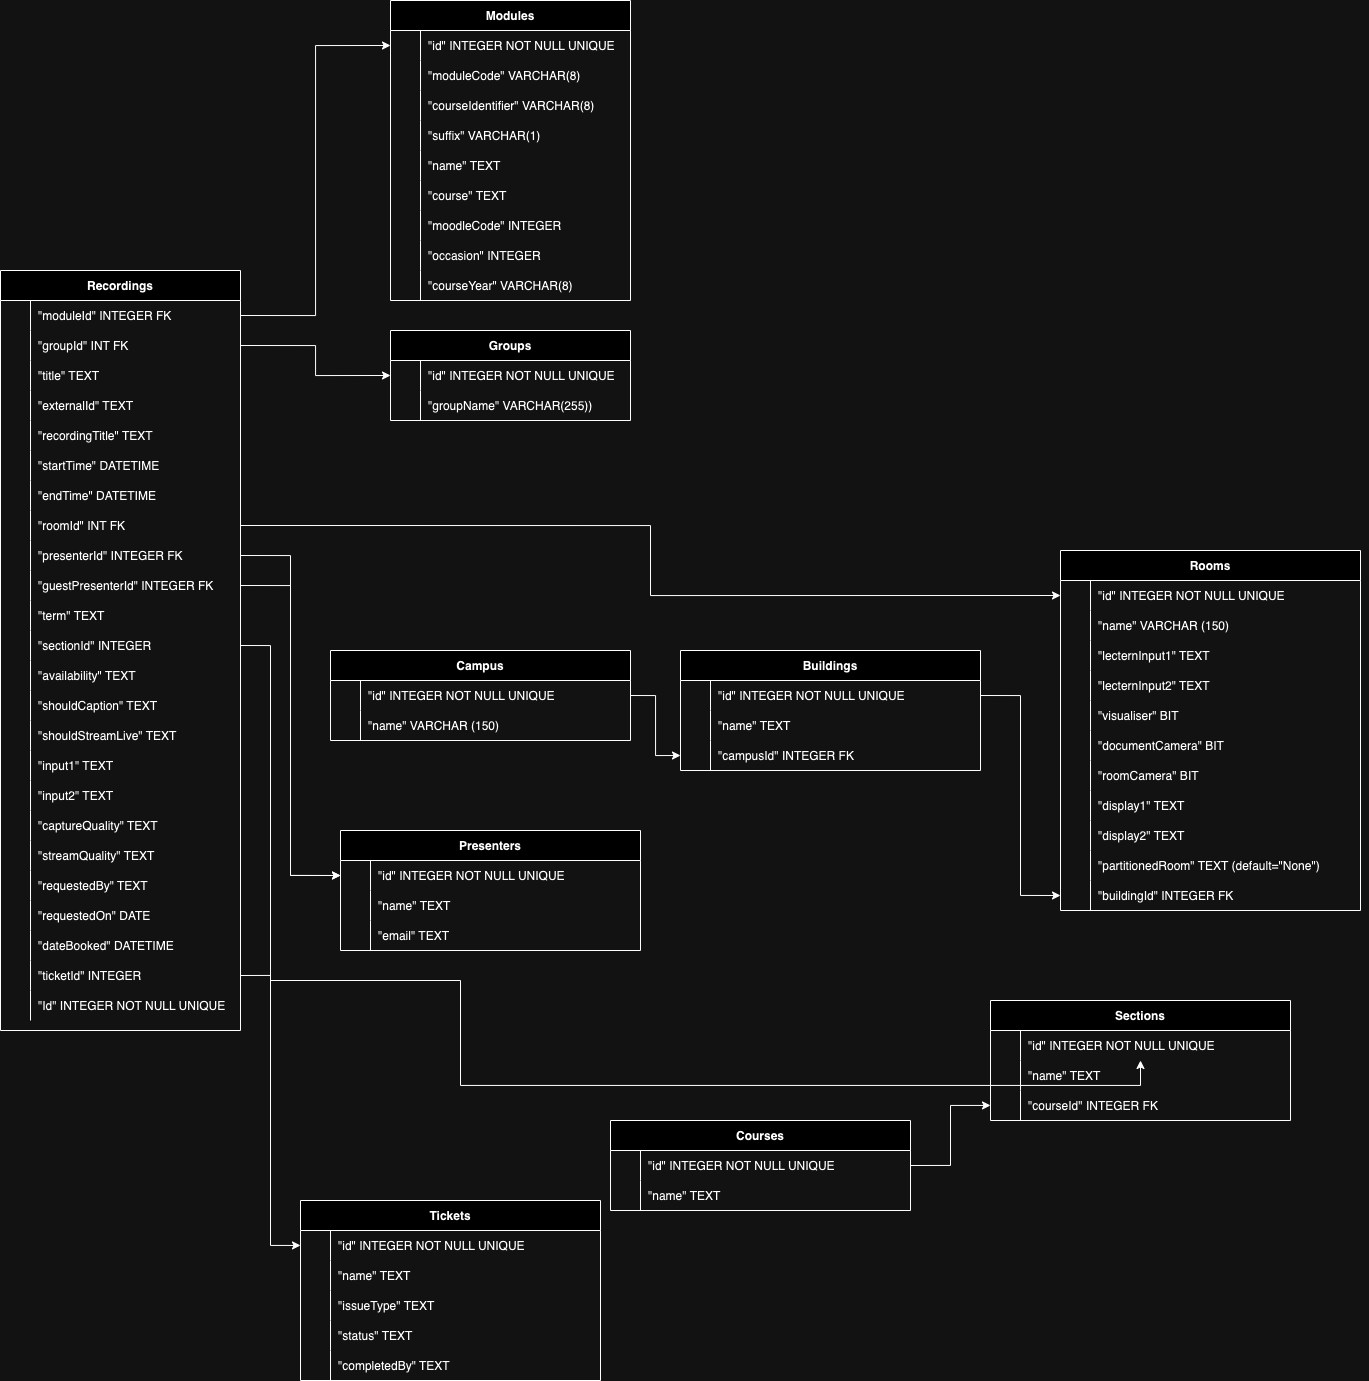 Modules
"id" INTEGER NOT NULL UNIQUE
"moduleCode" VARCHAR(8)
"courseIdentifier" VARCHAR(8)
"suffix" VARCHAR(1)
"name" TEXT
"course" TEXT
"moodleCode" INTEGER
"occasion" INTEGER
"courseYear" VARCHAR(8)
Recordings
"moduleId" INTEGER FK
"groupId" INT FK
"title" TEXT
"externalId" TEXT
"recordingTitle" TEXT
"startTime" DATETIME
"endTime" DATETIME
"roomId" INT FK
"presenterId" INTEGER FK
"guestPresenterId" INTEGER FK
"term" TEXT
"sectionId" INTEGER
"availability" TEXT
"shouldCaption" TEXT
"shouldStreamLive" TEXT
"input1" TEXT
"input2" TEXT
"captureQuality" TEXT
"streamQuality" TEXT
"requestedBy" TEXT
"requestedOn" DATE
"dateBooked" DATETIME
"ticketId" INTEGER
"Id" INTEGER NOT NULL UNIQUE
Groups
"id" INTEGER NOT NULL UNIQUE
"groupName" VARCHAR(255))
Rooms
"id" INTEGER NOT NULL UNIQUE
"name" VARCHAR (150)
"lecternInput1" TEXT
"lecternInput2" TEXT
"visualiser" BIT
"documentCamera" BIT
"roomCamera" BIT
"display1" TEXT
"display2" TEXT
"partitionedRoom" TEXT (default="None")
"buildingId" INTEGER FK
Campus
"id" INTEGER NOT NULL UNIQUE
"name" VARCHAR (150)
Buildings
"id" INTEGER NOT NULL UNIQUE
"name" TEXT
"campusId" INTEGER FK
Presenters
"id" INTEGER NOT NULL UNIQUE
"name" TEXT
"email" TEXT
Sections
"id" INTEGER NOT NULL UNIQUE
"name" TEXT
"courseId" INTEGER FK
Courses
"id" INTEGER NOT NULL UNIQUE
"name" TEXT
Tickets
"id" INTEGER NOT NULL UNIQUE
"name" TEXT
"issueType" TEXT
"status" TEXT
"completedBy" TEXT